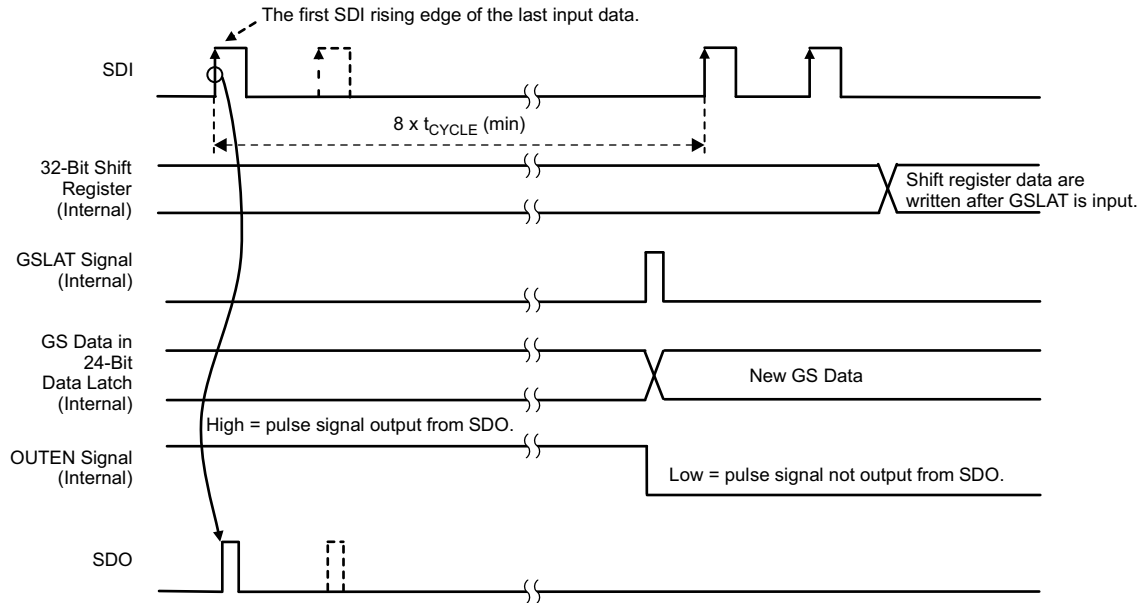 The first SDI rising edge of the last input data.
SDI
8 x tCYCLE (min)
32-Bit Shift
Register
(Internal)
Shift register data are
written after GSLAT is input.
GSLAT Signal
(Internal)
GS Data in
24-Bit
Data Latch
(Internal)
New GS Data
High = pulse signal output from SDO.
OUTEN Signal
(Internal)
Low = pulse signal not output from SDO.
SDO